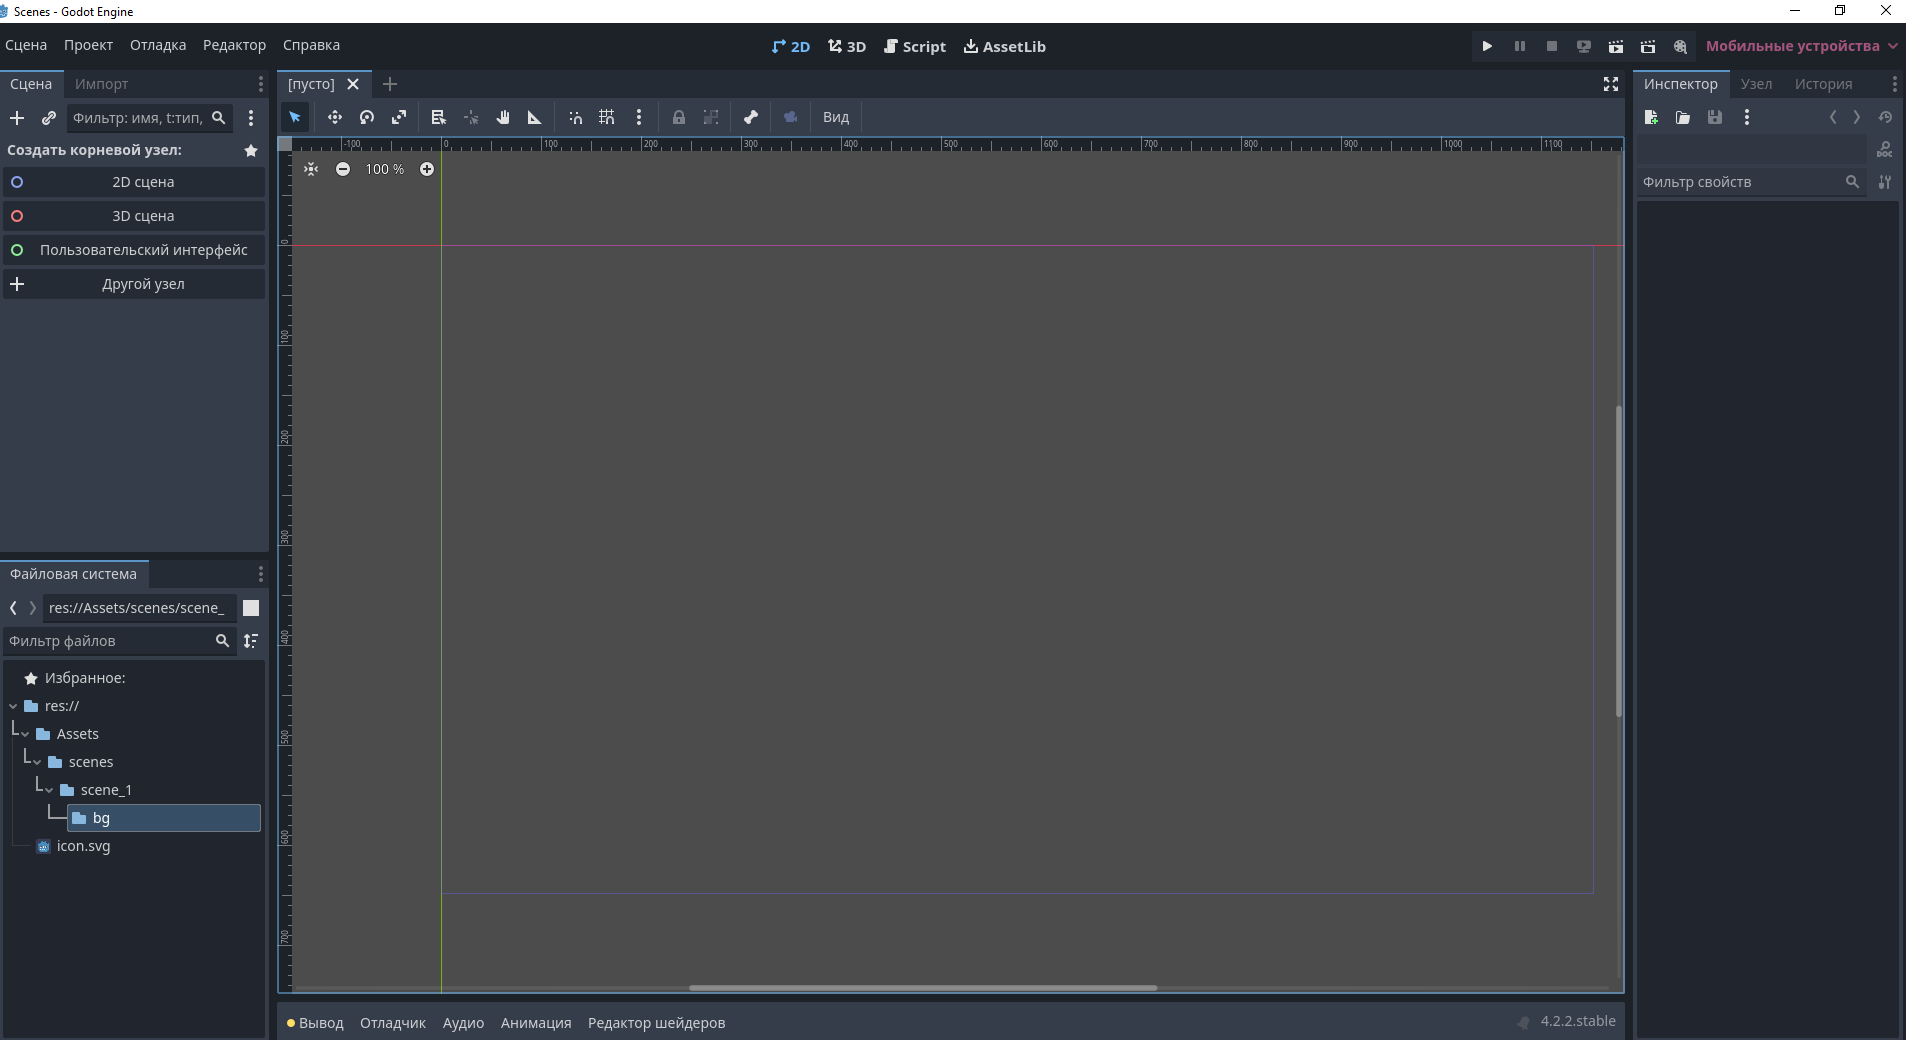 Scenes - Godot Engine
Сцена Проект Отладка Редактор Справка
2D 3D Script AssetLib
Мобильные устройства
Сцена Импорт
Фильтр: имя, t:тип,
Создать корневой узел:
2D сцена
3D сцена
Пользовательский интерфейс
Другой узел
Файловая система
res://Assets/scenes/scene_
Фильтр файлов
Избранное:
res://
Assets
scenes
scene_1
bg
icon.svg
[пусто]
Вид
-100 0 100 200 300 400 500 600 700 800 900 1000 1100
100 %
0
100
200
300
400
500
600
700
Вывод Отладчик Аудио Анимация Редактор шейдеров
4.2.2.stable
Инспектор Узел История
DOC
Фильтр свойств